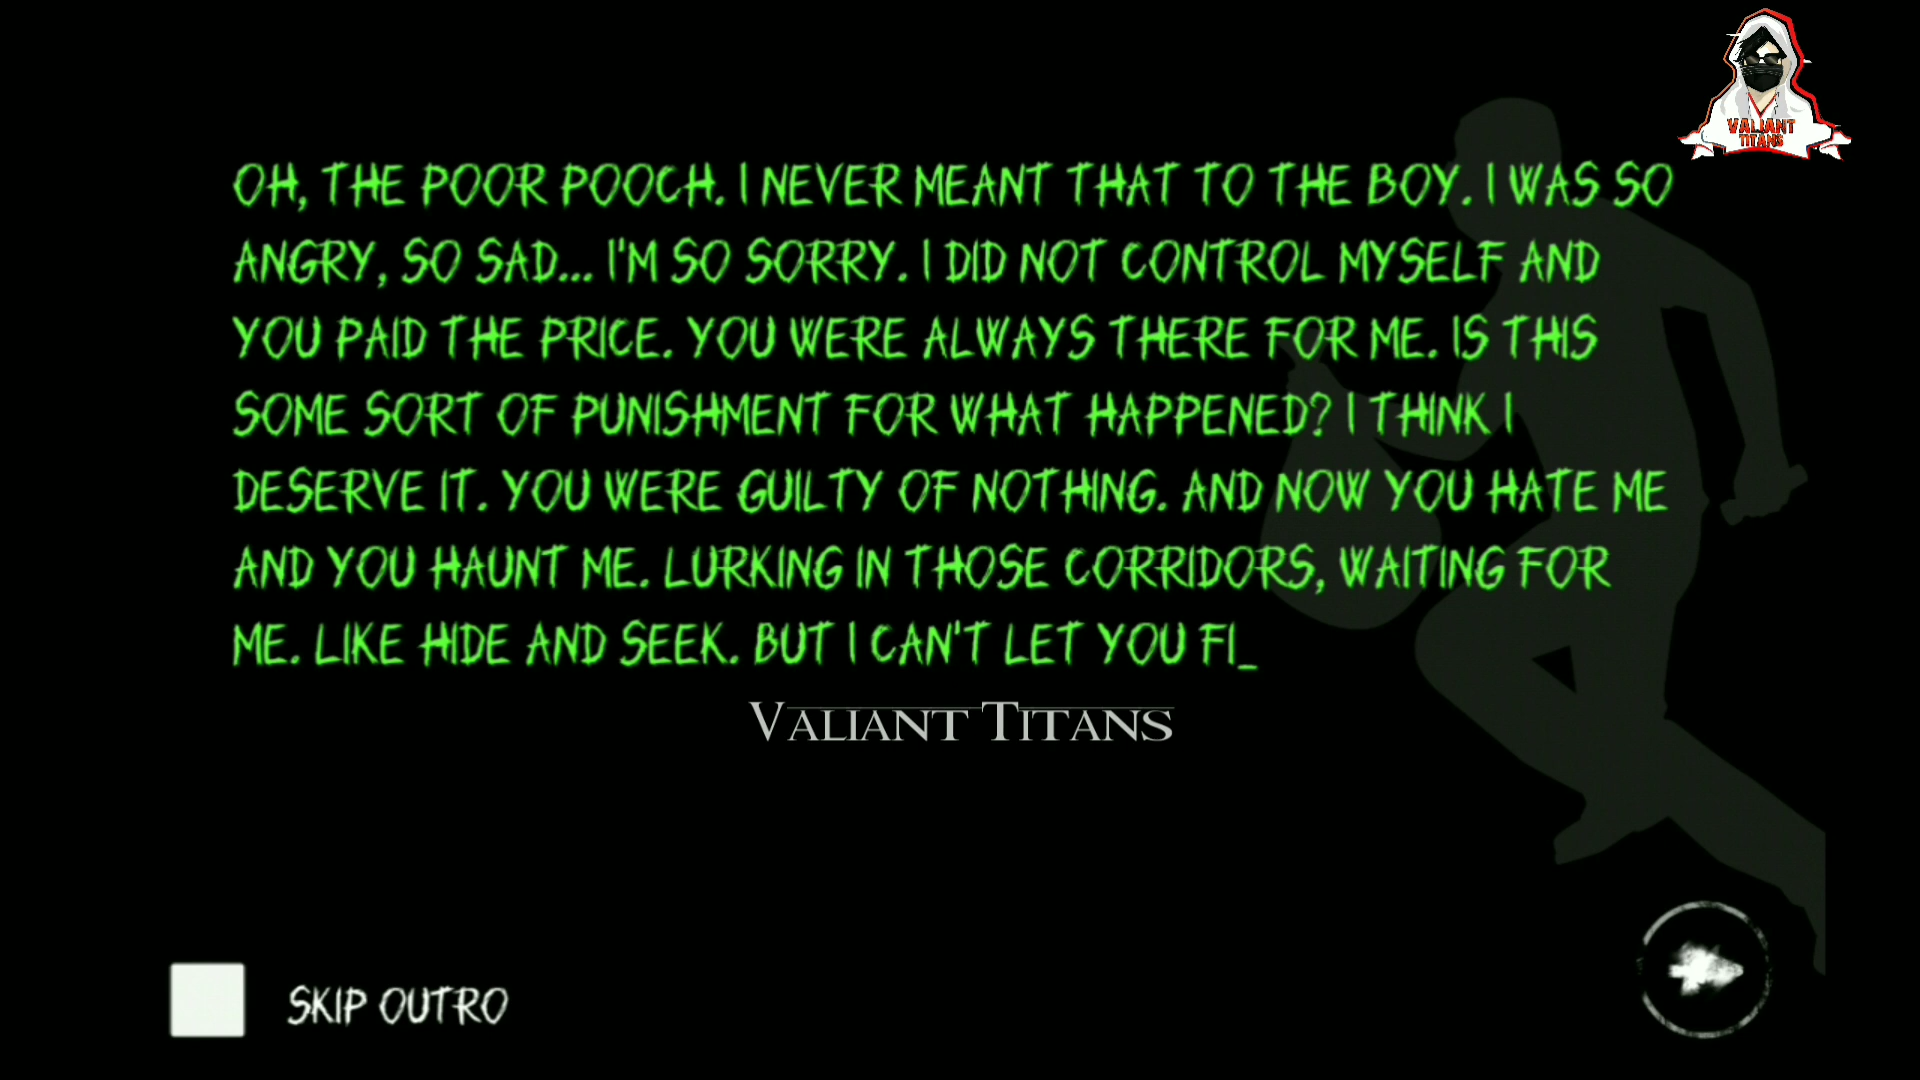 VALIANT
TITANS
OH, THE POOR POOCH. I NEVER MEANT THAT TO THE BOY. I WAS SO
ANGRY, SO SAD... I'M SO SORRY. I DID NOT CONTROL MYSELF AND
YOU PAID THE PRICE. YOU WERE ALWAYS THERE FOR ME. IS THIS
SOME SORT OF PUNISHMENT FOR WHAT HAPPENED? I THINK I
DESERVE IT. YOU WERE GUILTY OF NOTHING. AND NOW YOU HATE ME
AND YOU HAUNT ME. LURKING IN THOSE CORRIDORS, WAITING FOR
ME. LIKE HIDE AND SEEK. BUT I CAN'T LET YOU FI_
VALIANT TITANS
SKIP OUTRO